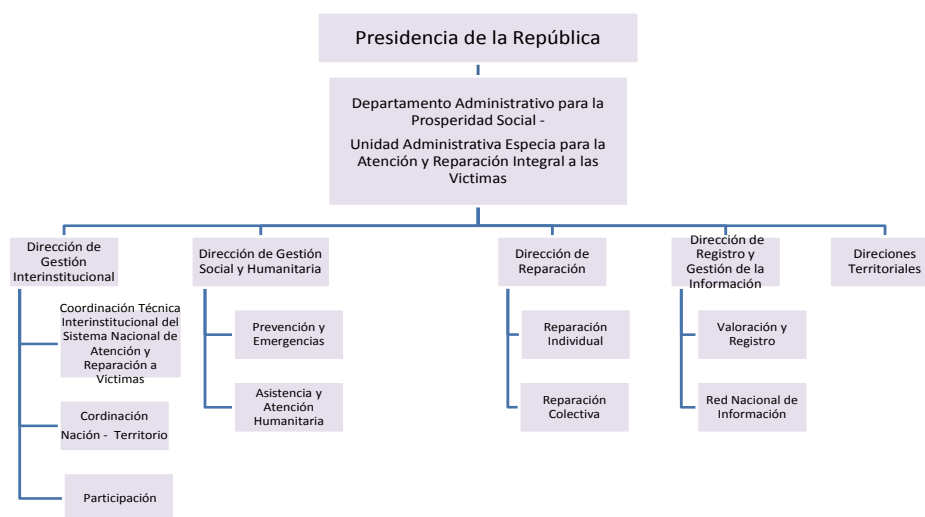 Presidencia de la República
Departamento Administrativo para la
Prosperidad Social -
Unidad Administrativa Especia para la
Atención y Reparación Integral a las
Victimas
Dirección de
Gestión
Interinstitucional
Coordinación Técnica
Interinstitucional del
Sistema Nacional de
Atención y
Reparación a
Victimas
Cordinación
Nación - Territorio
Participación
Dirección de Gestión
Social y Humanitaria
Prevención y
Emergencias
Asistencia y
Atención
Humanitaria
Dirección de
Reparación
Reparación
Individual
Reparación
Colectiva
Dirección de
Registro y
Gestión de la
Información
Valoración y
Registro
Red Nacional de
Información
Direciones
Territoriales